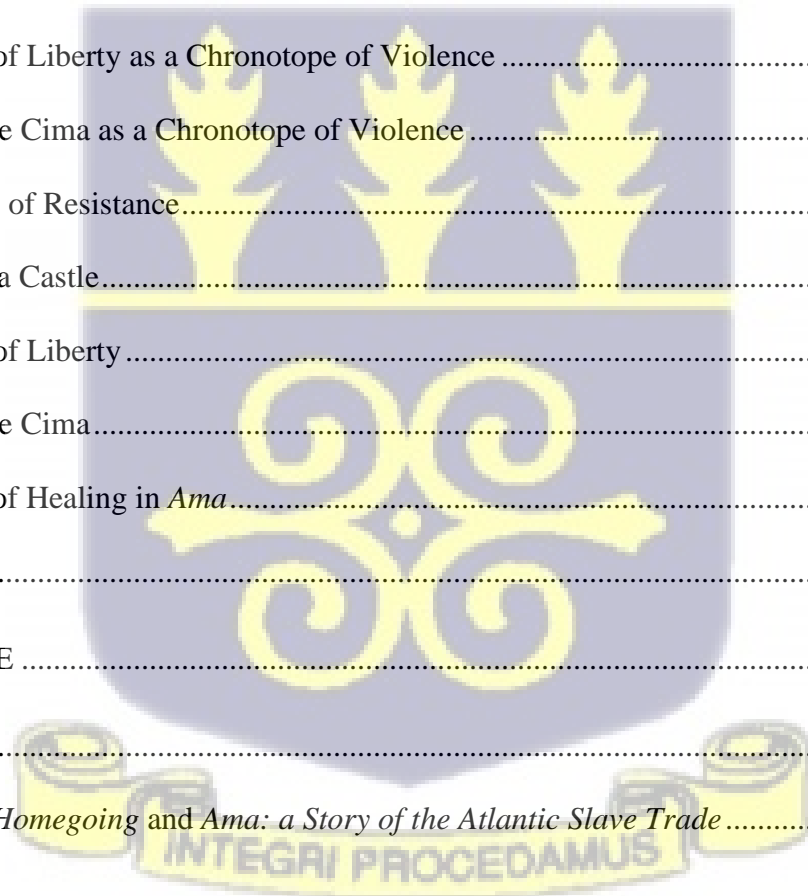 of Liberty as a Chronotope of Violence ....................................
e Cima as a Chronotope of Violence ........................................
of Resistance..............................................................................
a Castle.......................................................................................
of Liberty ...................................................................................
e Cima........................................................................................
of Healing in Ama......................................................................
....................................................................................................
E .................................................................................................
....................................................................................................
Homegoing and Ama: a Story of the Atlantic Slave Trade ..........
INTEGRI PROCEDAMUS